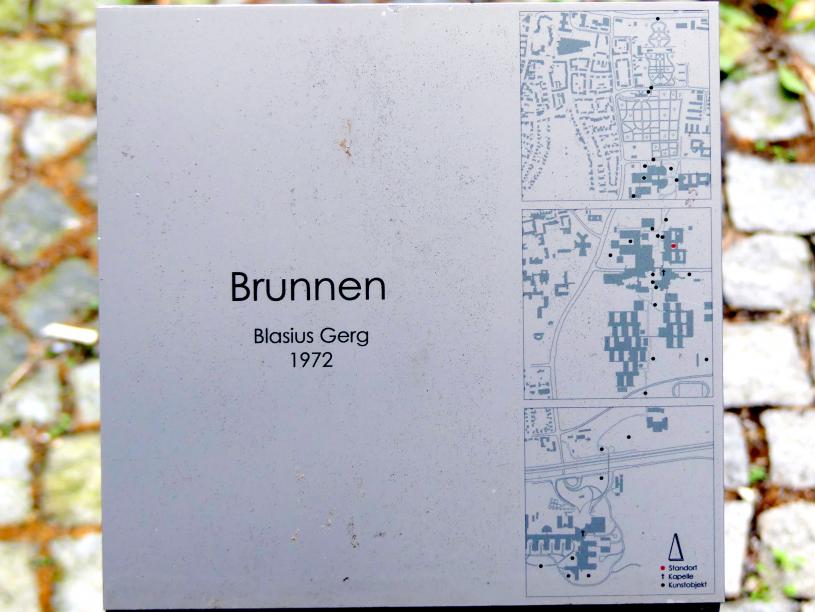 Brunnen
Blasius Gerg
1972
Standort
Kapelle
Kunstobjekt